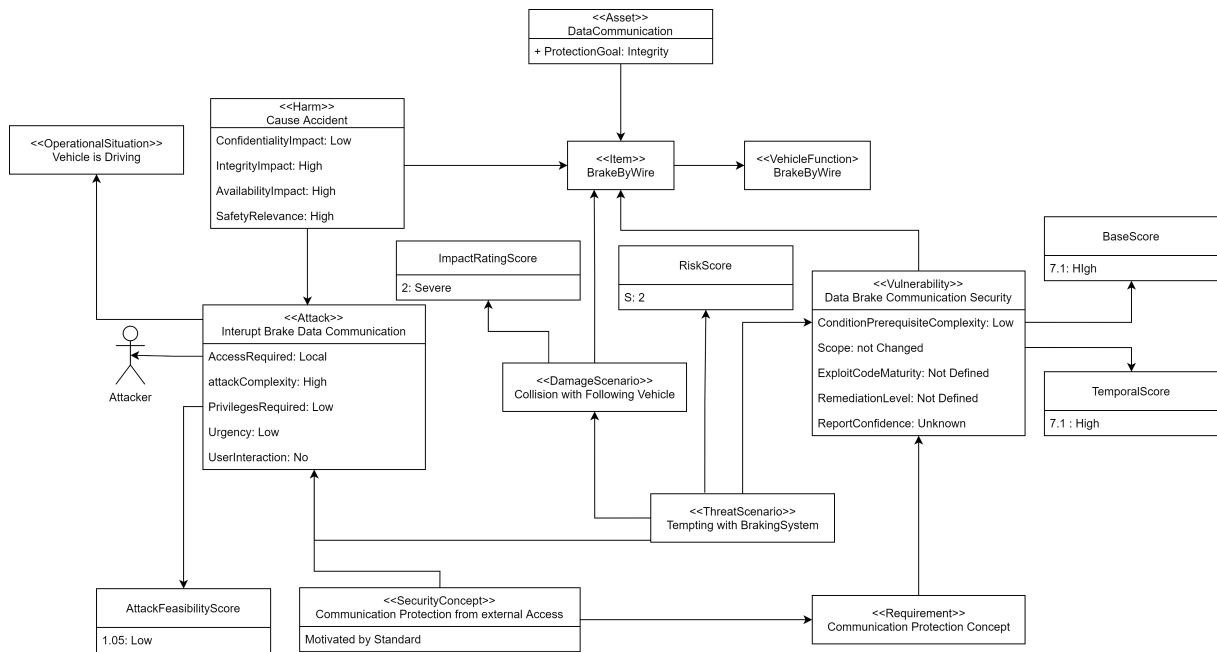 <<Asset>>
DataCommunication
+ ProtectionGoal: Integrity
<<Harm>>
Cause Accident
ConfidentialityImpact: Low
IntegrityImpact: High
AvailabilityImpact: High
SafetyRelevance: High
<<OperationalSituation>>
Vehicle is Driving
<<Item>>
BrakeByWire
<<VehicleFunction>
BrakeByWire
ImpactRatingScore
2: Severe
RiskScore
S: 2
BaseScore
7.1: HIgh
<<Vulnerability>>
Data Brake Communication Security
ConditionPrerequisiteComplexity: Low
Scope: not Changed
ExploitCodeMaturity: Not Defined
RemediationLevel: Not Defined
ReportConfidence: Unknown
<<Attack>>
Interupt Brake Data Communication
AccessRequired: Local
attackComplexity: High
PrivilegesRequired: Low
Urgency: Low
UserInteraction: No
Attacker
<<DamageScenario>>
Collision with Following Vehicle
TemporalScore
7.1 : High
<<ThreatScenario>>
Tempting with BrakingSystem
AttackFeasibilityScore
1.05: Low
<<SecurityConcept>>
Communication Protection from external Access
Motivated by Standard
<<Requirement>>
Communication Protection Concept